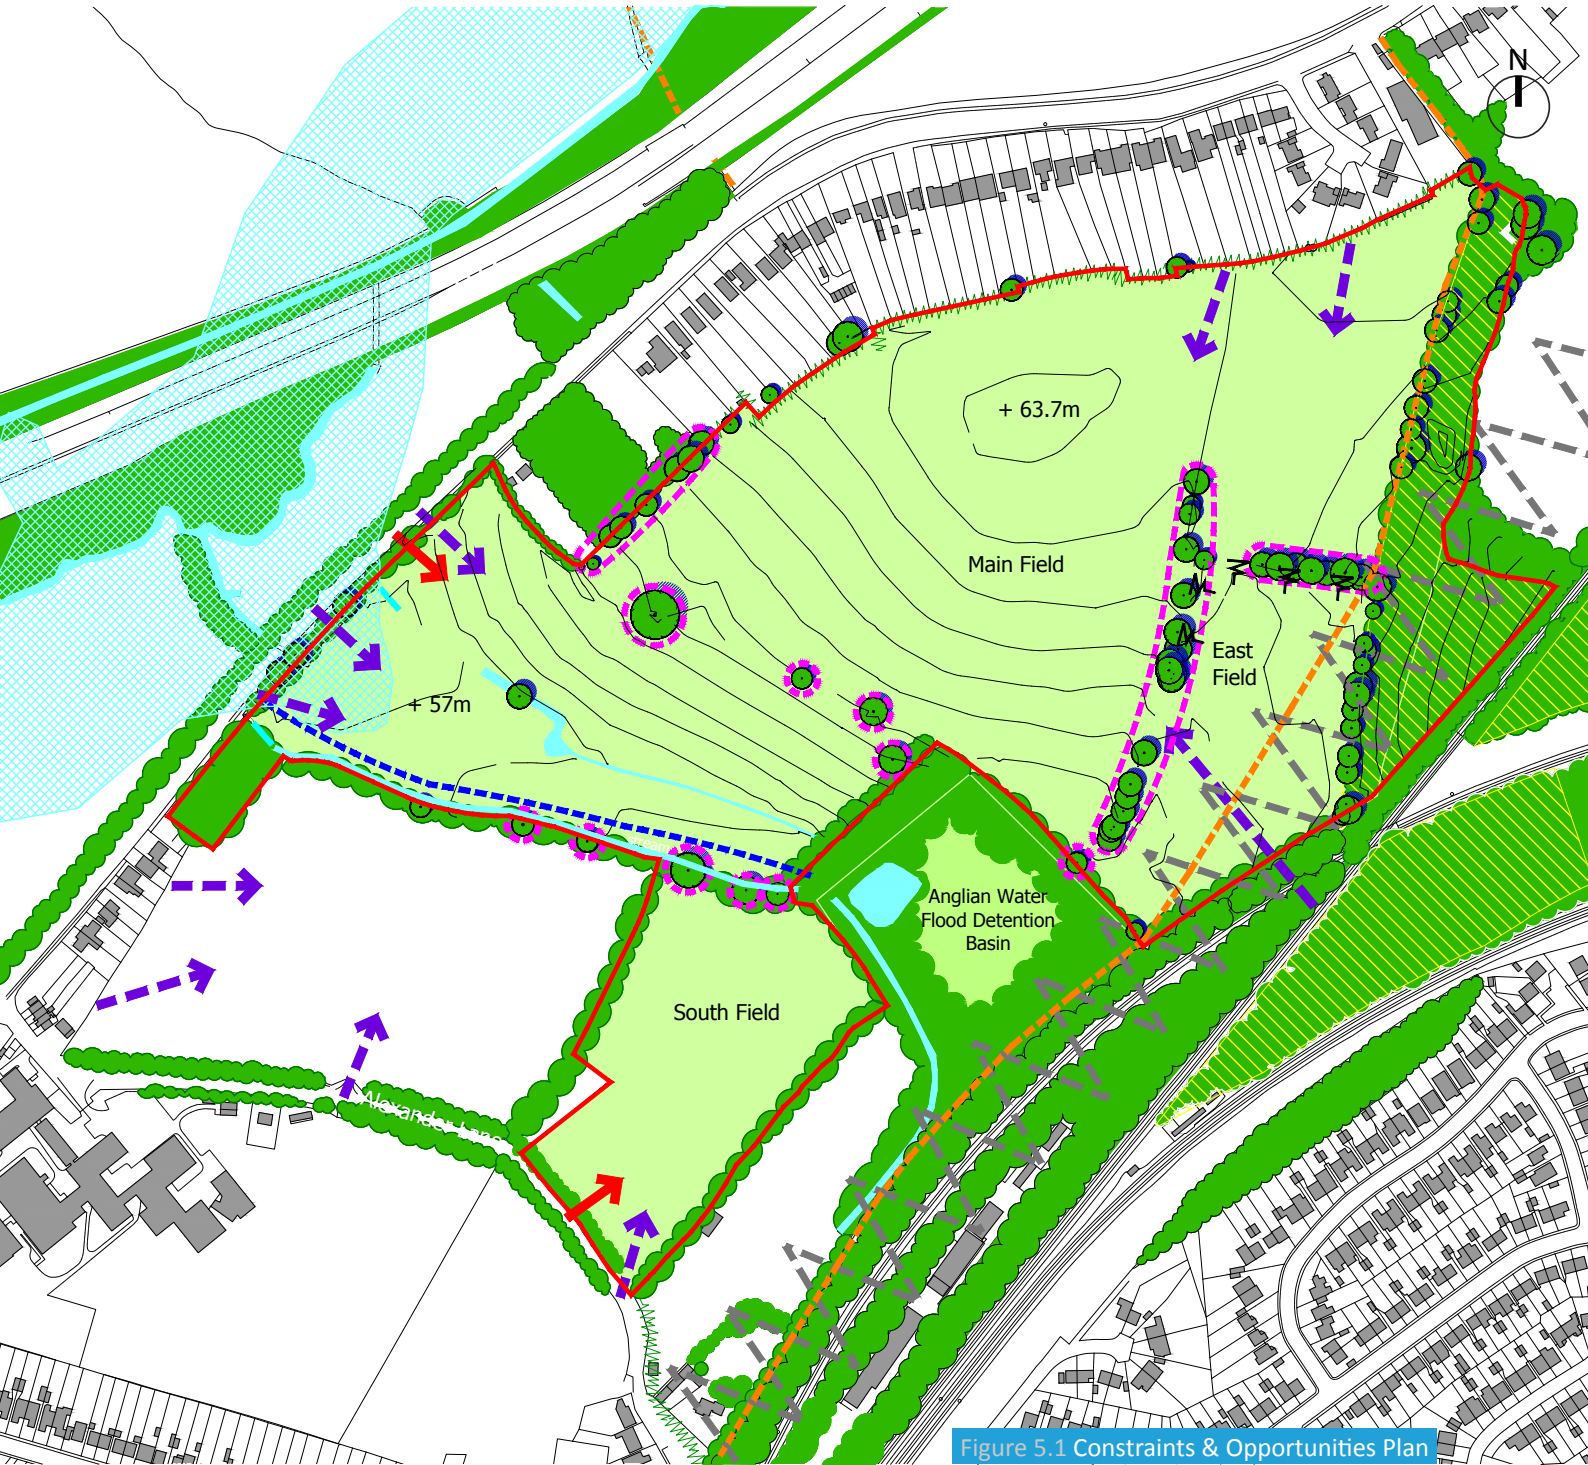 N
+ 63.7m
Main Field
East
Field
+ 57m
Anglian Water
Flood Detention
Basin
South Field
Alexander Lane
Figure 5.1 Constraints & Opportunities Plan